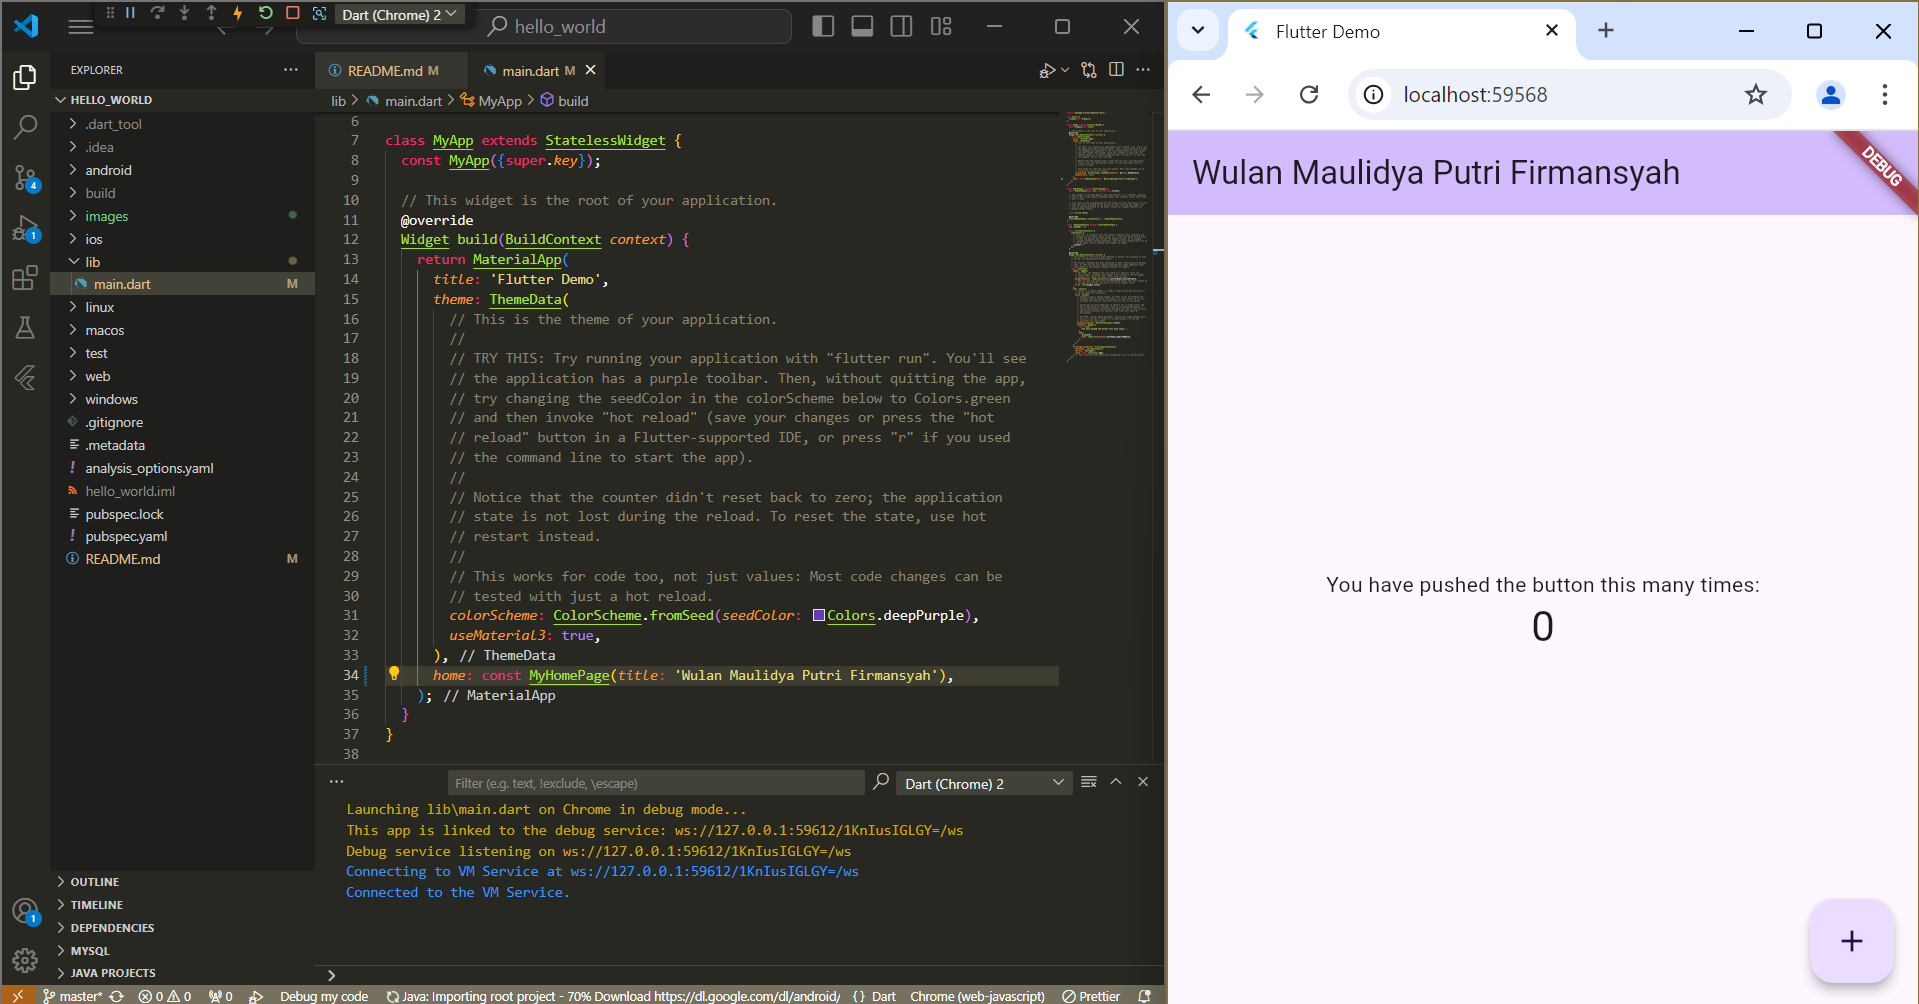 Dart (Chrome) 2
hello_world
EXPLORER
HELLO_WORLD
.dart_tool
.idea
android
build
images
ios
lib
main.dart M
linux
macos
test
web
windows
.gitignore
.metadata
analysis_options.yaml
hello_world.iml
pubspec.lock
pubspec.yaml
README.md M
OUTLINE
TIMELINE
DEPENDENCIES
MYSQL
JAVA PROJECTS
4
1
1
README.md M
main.dart M
lib > main.dart > MyApp > build
6
7 class MyApp extends StatelessWidget {
8 const MyApp({super.key});
9
10 // This widget is the root of your application.
11 @override
12 Widget build(BuildContext context) {
13 return MaterialApp(
14 title: 'Flutter Demo',
15 theme: ThemeData(
16 // This is the theme of your application.
17 //
18 // TRY THIS: Try running your application with "flutter run". You'll see
19 // the application has a purple toolbar. Then, without quitting the app,
20 // try changing the seedColor in the colorScheme below to Colors.green
21 // and then invoke "hot reload" (save your changes or press the "hot
22 // reload" button in a Flutter-supported IDE, or press "r" if you used
23 // the command line to start the app).
24 //
25 // Notice that the counter didn't reset back to zero; the application
26 // state is not lost during the reload. To reset the state, use hot
27 // restart instead.
28 //
29 // This works for code too, not just values: Most code changes can be
30 // tested with just a hot reload.
31 colorScheme: ColorScheme.fromSeed(seedColor: Colors.deepPurple),
32 useMaterial3: true,
33 ), // ThemeData
34 home: const MyHomePage(title: 'Wulan Maulidya Putri Firmansyah'),
35 ); // MaterialApp
36 }
37 }
38
Filter (e.g. text, !exclude, \escape)
Dart (Chrome) 2
Launching lib\main.dart on Chrome in debug mode...
This app is linked to the debug service: ws://127.0.0.1:59612/1KnIusIGLGY=/ws
Debug service listening on ws://127.0.0.1:59612/1KnIusIGLGY=/ws
Connecting to VM Service at ws://127.0.0.1:59612/1KnIusIGLGY=/ws
Connected to the VM Service.
master* 0 0 0 Debug my code Java: Importing root project - 70% Download https://dl.google.com/dl/android/ {} Dart Chrome (web-javascript) Prettier
Flutter Demo
localhost:59568
Wulan Maulidya Putri Firmansyah
DEBUG
You have pushed the button this many times:
0